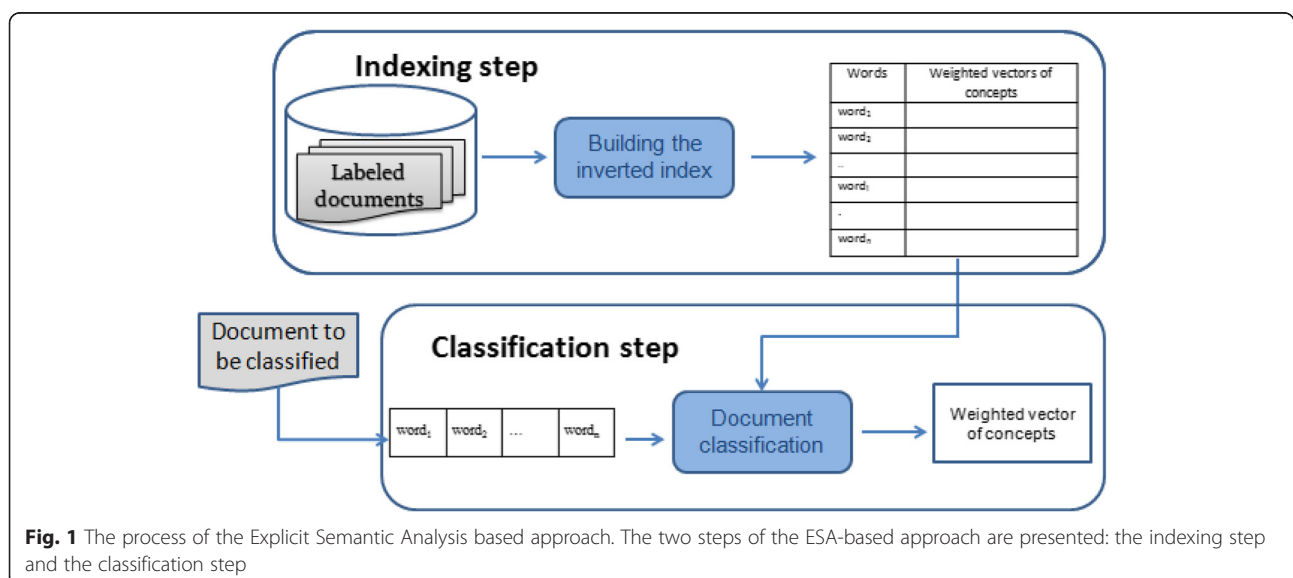 Indexing step
Labeled
documents
Building the
inverted index
Words
Weighted vectors of
concepts
word₁
word₂
..
wordᵢ
.
wordₙ
Document to
be classified
Classification step
word₁ word₂ ... wordₙ
Document
classification
Weighted vector
of concepts
Fig. 1 The process of the Explicit Semantic Analysis based approach. The two steps of the ESA-based approach are presented: the indexing step
and the classification step